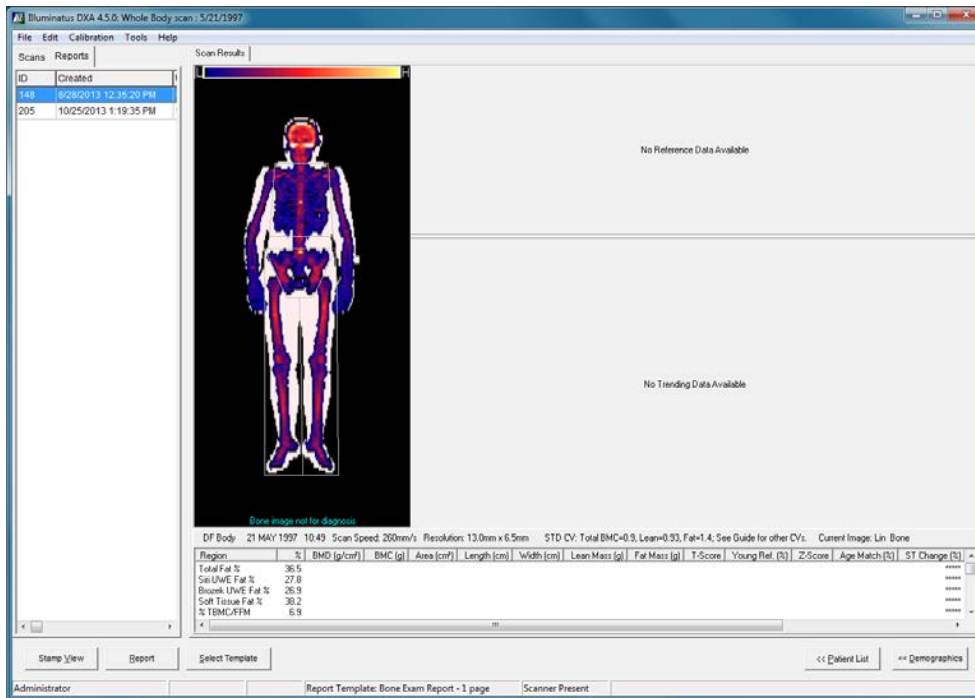 Illuminatus DXA 4.5.0: Whole Body scan : 5/21/1997
File Edit Calibration Tools Help
Scans Reports
ID Created
148 8/28/2013 12:35:20 PM
205 10/25/2013 1:19:35 PM
Scan Results
L H
No Reference Data Available
No Trending Data Available
Bone image not for diagnosis
DF Body 21 MAY 1997 10:49 Scan Speed: 260mm/s Resolution: 13.0mm x 6.5mm STD CV: Total BMC=0.9, Lean=0.93, Fat=1.4; See Guide for other CVs. Current Image: Lin Bone
Region % BMD (g/cm²) BMC (g) Area (cm²) Length (cm) Width (cm) Lean Mass (g) Fat Mass (g) T-Score Young Ref. (%) Z-Score Age Match (%) ST Change (%)
Total Fat % 36.5 *****
Siri UWE Fat % 27.8 *****
Brozek UWE Fat % 26.9 *****
Soft Tissue Fat % 38.2 *****
% TBMC/FFM 6.9 *****
Stamp View Report Select Template << Patient List << Demographics
Administrator Report Template: Bone Exam Report - 1 page Scanner Present